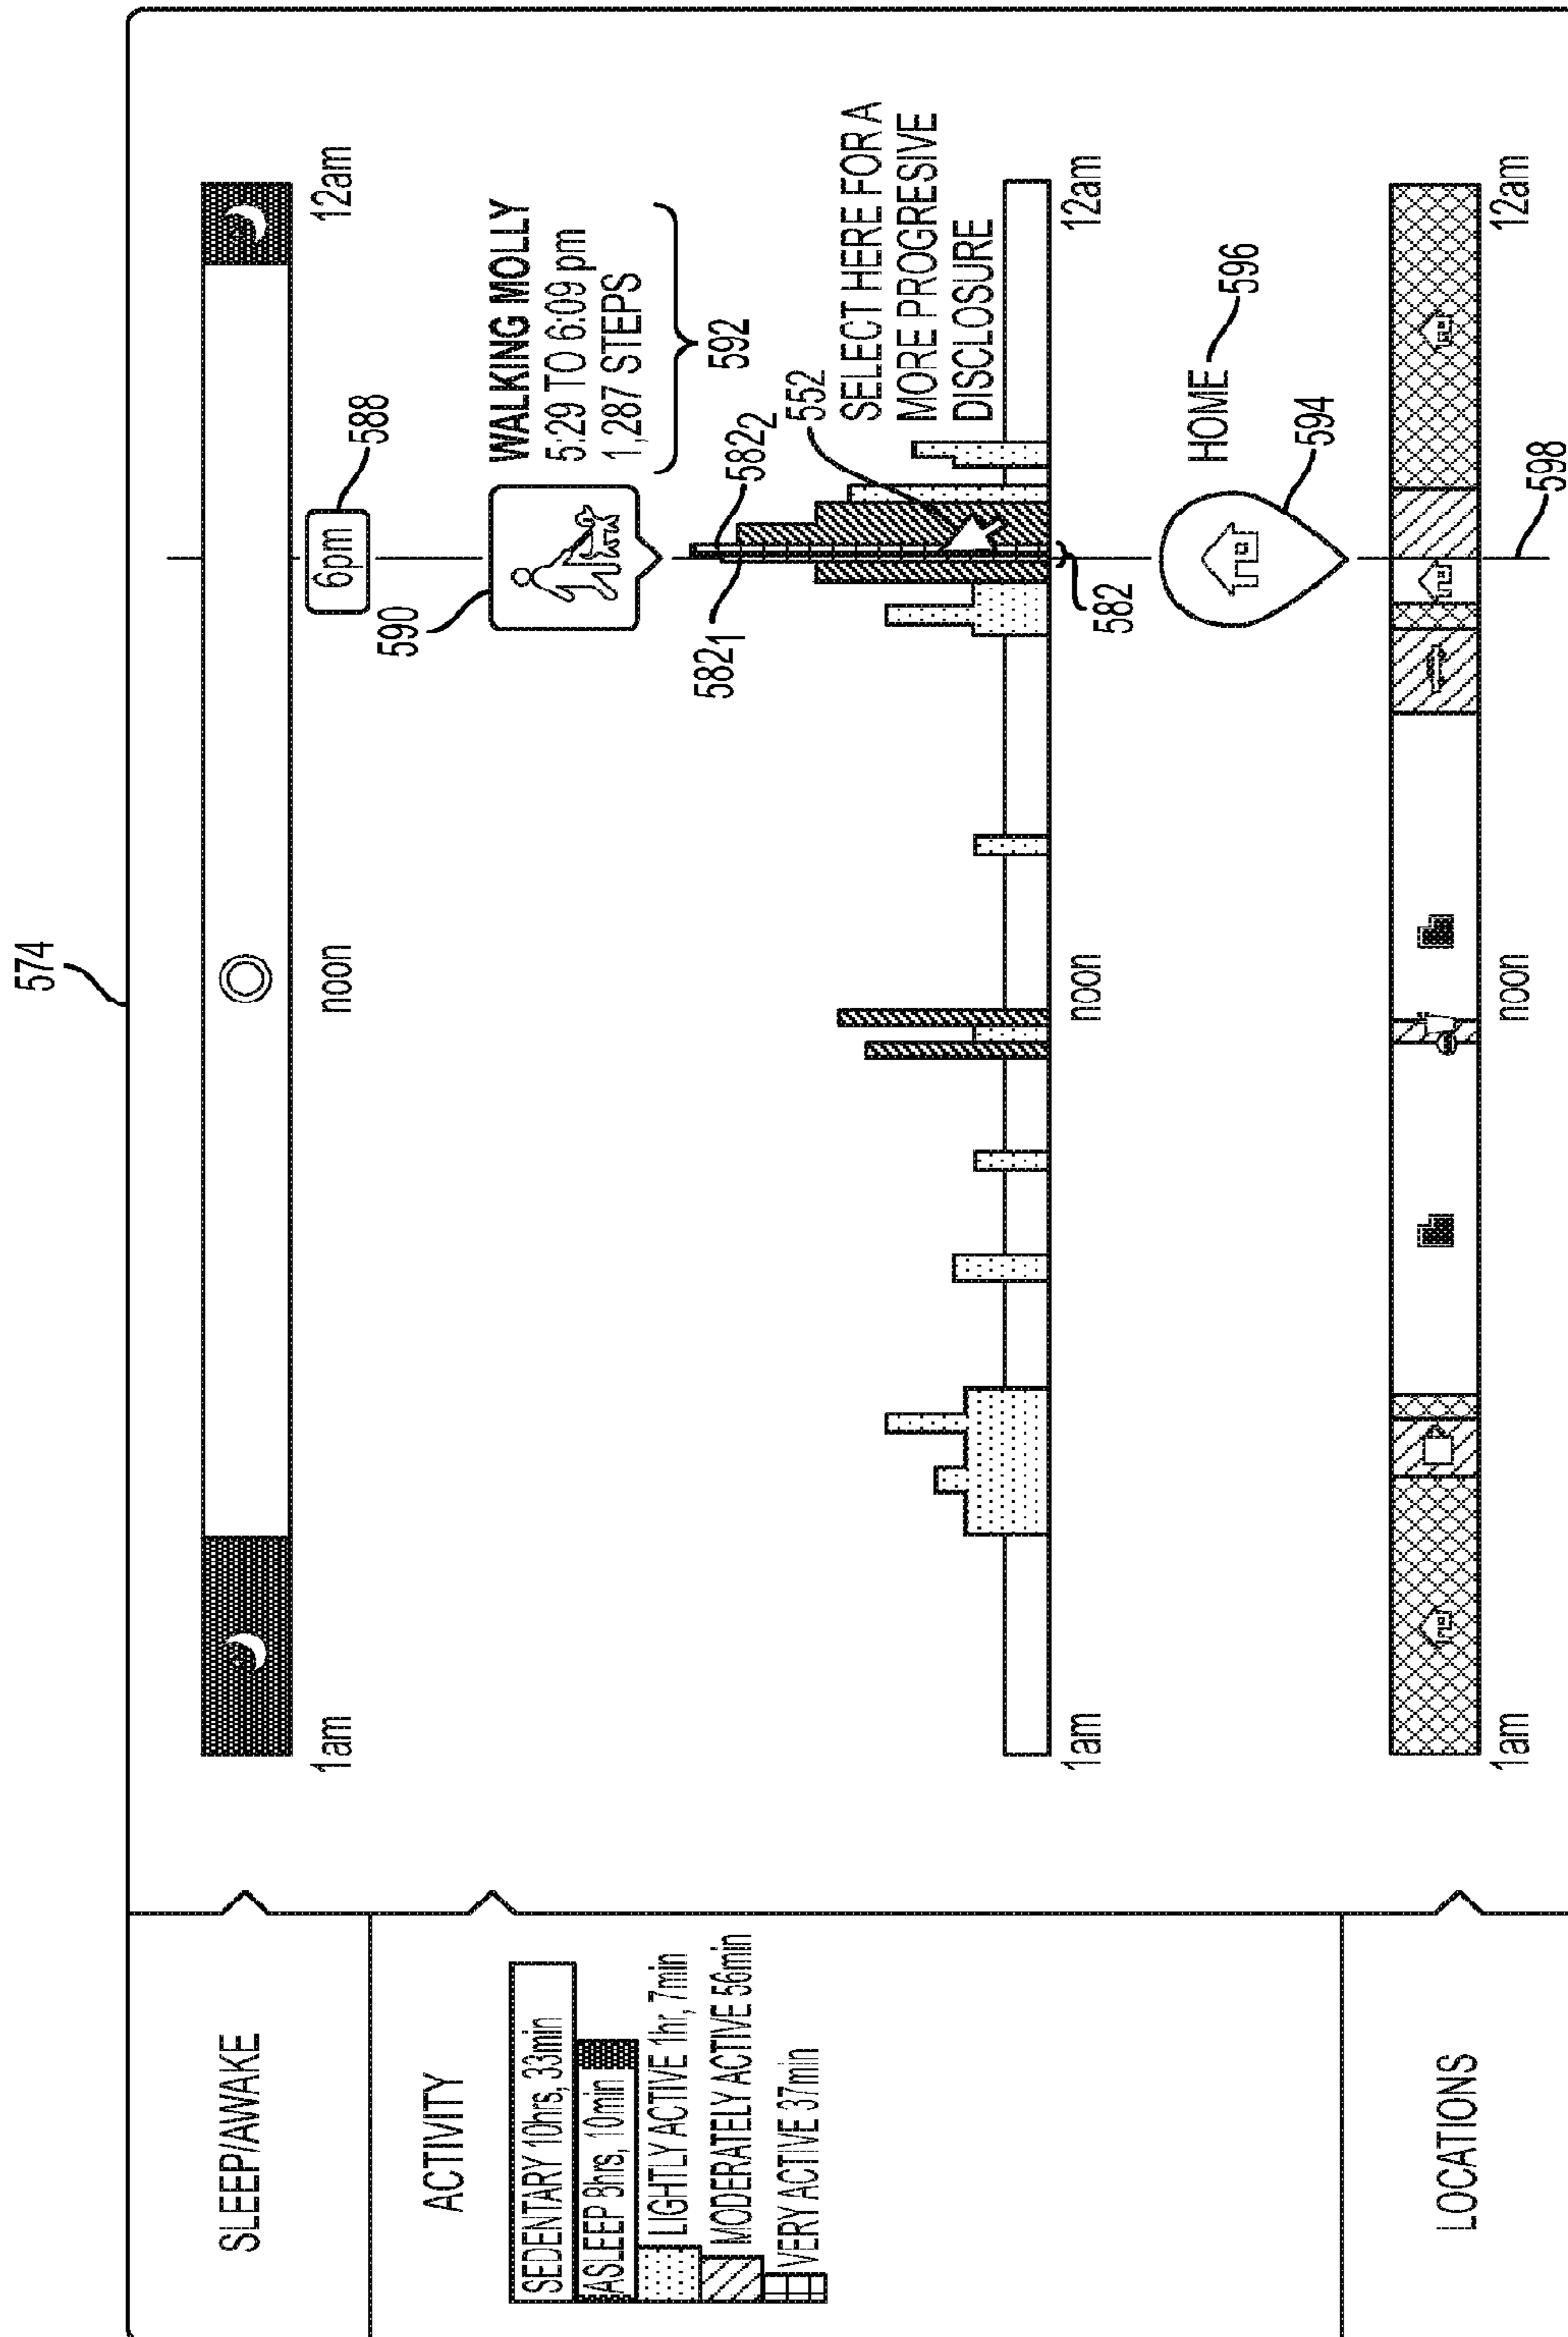 574
SLEEP/AWAKE
1am
noon
12am
6pm
588
ACTIVITY
SEDENTARY 10hrs, 33min
ASLEEP 8hrs, 10min
LIGHTLY ACTIVE 1hr, 7min
MODERATELY ACTIVE 56min
VERY ACTIVE 37min
590
WALKING MOLLY
5:29 TO 6:09 pm
1,287 STEPS
592
582₁
582₂
552
SELECT HERE FOR A
MORE PROGRESIVE
DISCLOSURE
1am
noon
12am
582
HOME
596
594
LOCATIONS
1am
noon
12am
598